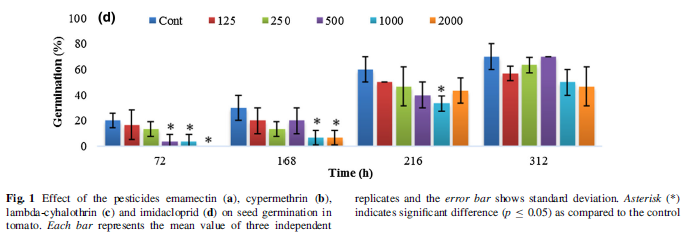 100 (d) Cont 125 250 500 1000 2000
80
60
40
20
0
Germination (%)
* * *
* *
*
72 168 216 312
Time (h)
Fig. 1 Effect of the pesticides emamectin (a), cypermethrin (b),
lambda-cyhalothrin (c) and imidacloprid (d) on seed germination in
tomato. Each bar represents the mean value of three independent
replicates and the error bar shows standard deviation. Asterisk (*)
indicates significant difference (p ≤ 0.05) as compared to the control